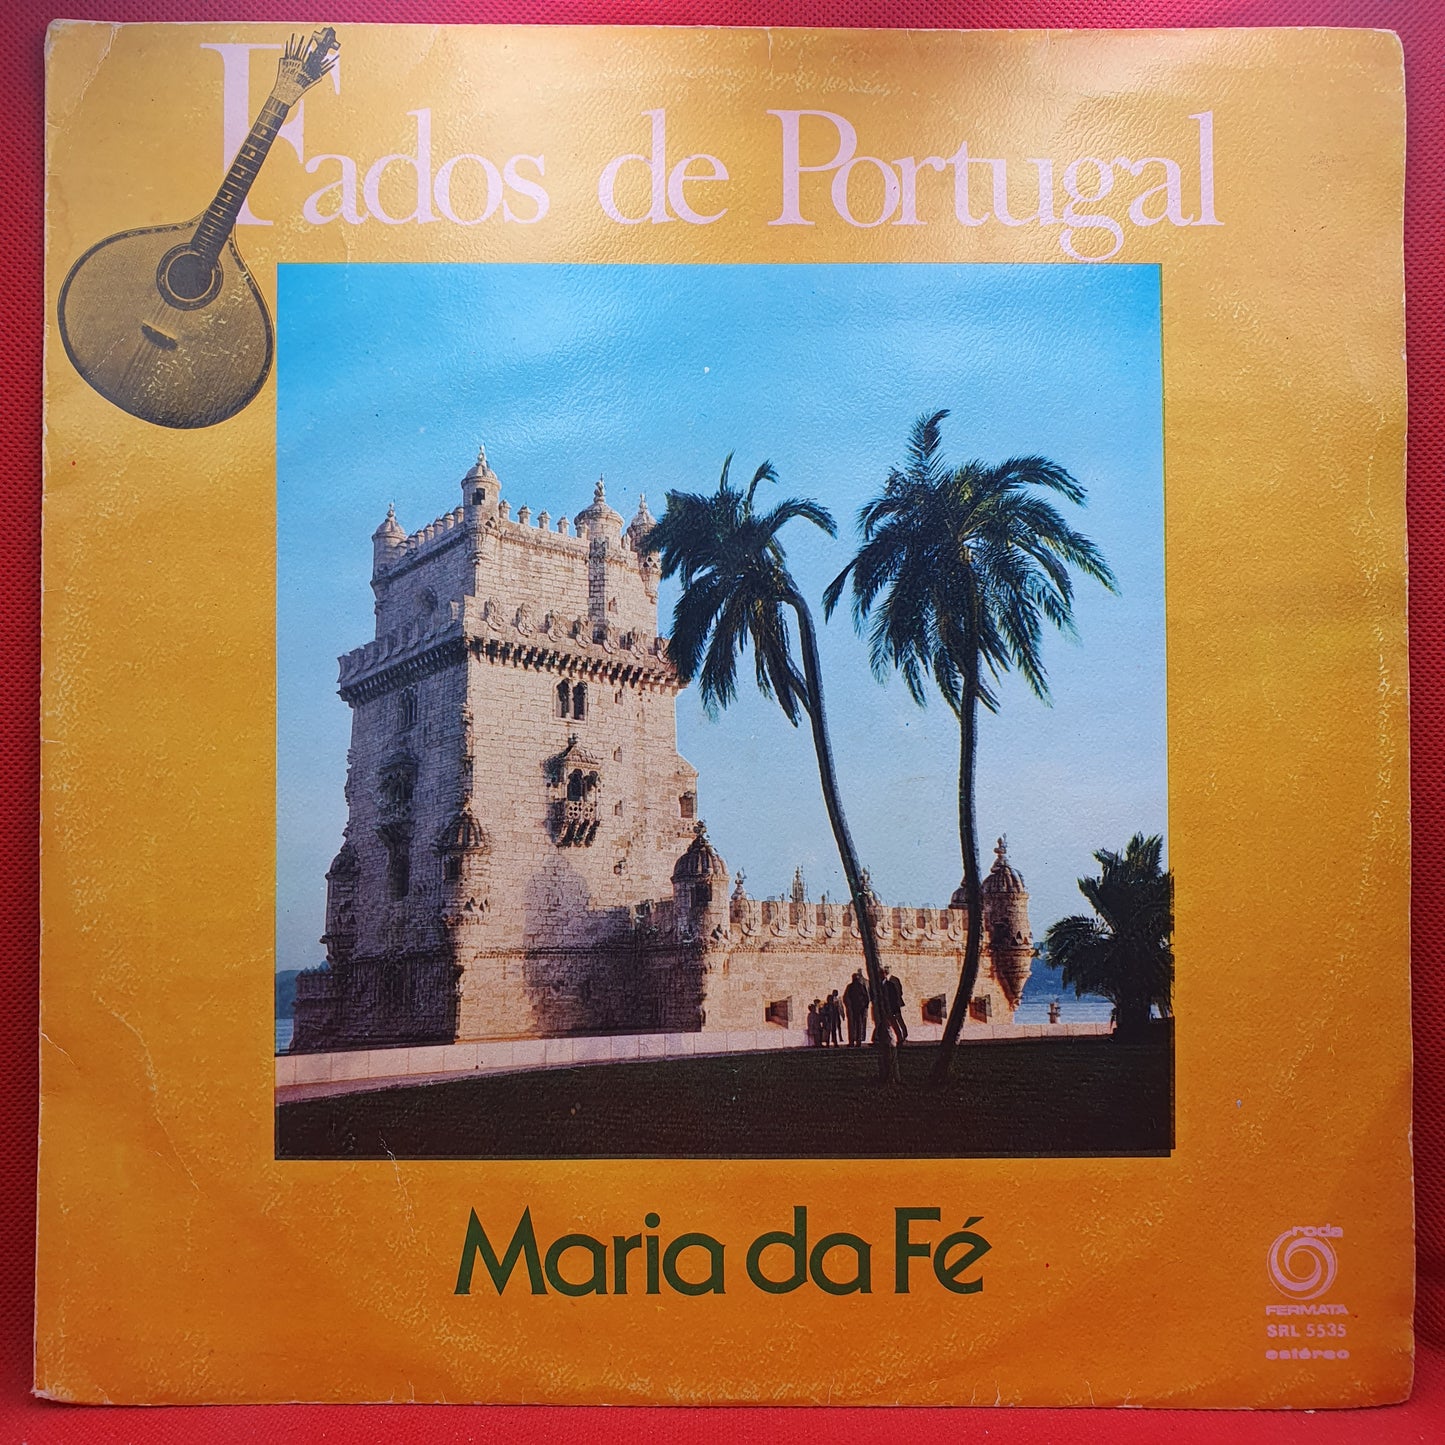 Fados de Portugal
Maria da Fé
roda
FERMATA
SRL 5535
estéreo